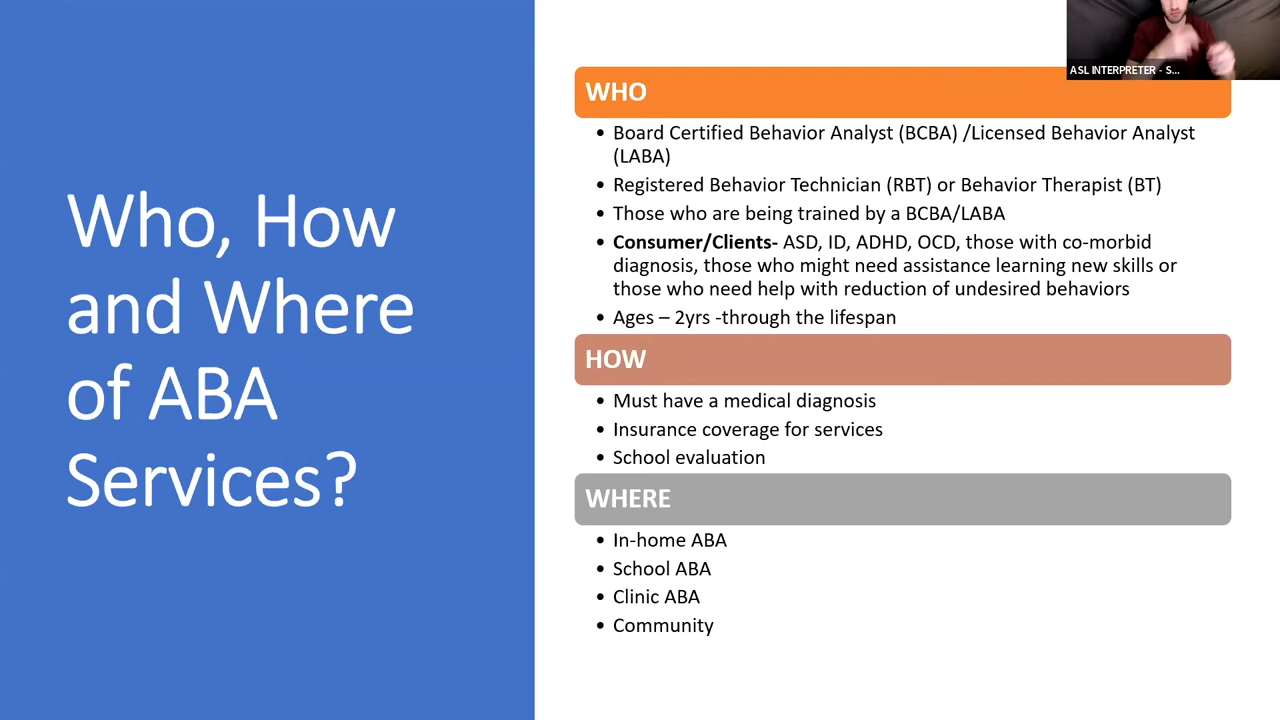 Who, How
and Where
of ABA
Services?
ASL INTERPRETER - S...
WHO
• Board Certified Behavior Analyst (BCBA) /Licensed Behavior Analyst
(LABA)
• Registered Behavior Technician (RBT) or Behavior Therapist (BT)
• Those who are being trained by a BCBA/LABA
• Consumer/Clients- ASD, ID, ADHD, OCD, those with co-morbid
diagnosis, those who might need assistance learning new skills or
those who need help with reduction of undesired behaviors
• Ages – 2yrs -through the lifespan
HOW
• Must have a medical diagnosis
• Insurance coverage for services
• School evaluation
WHERE
• In-home ABA
• School ABA
• Clinic ABA
• Community